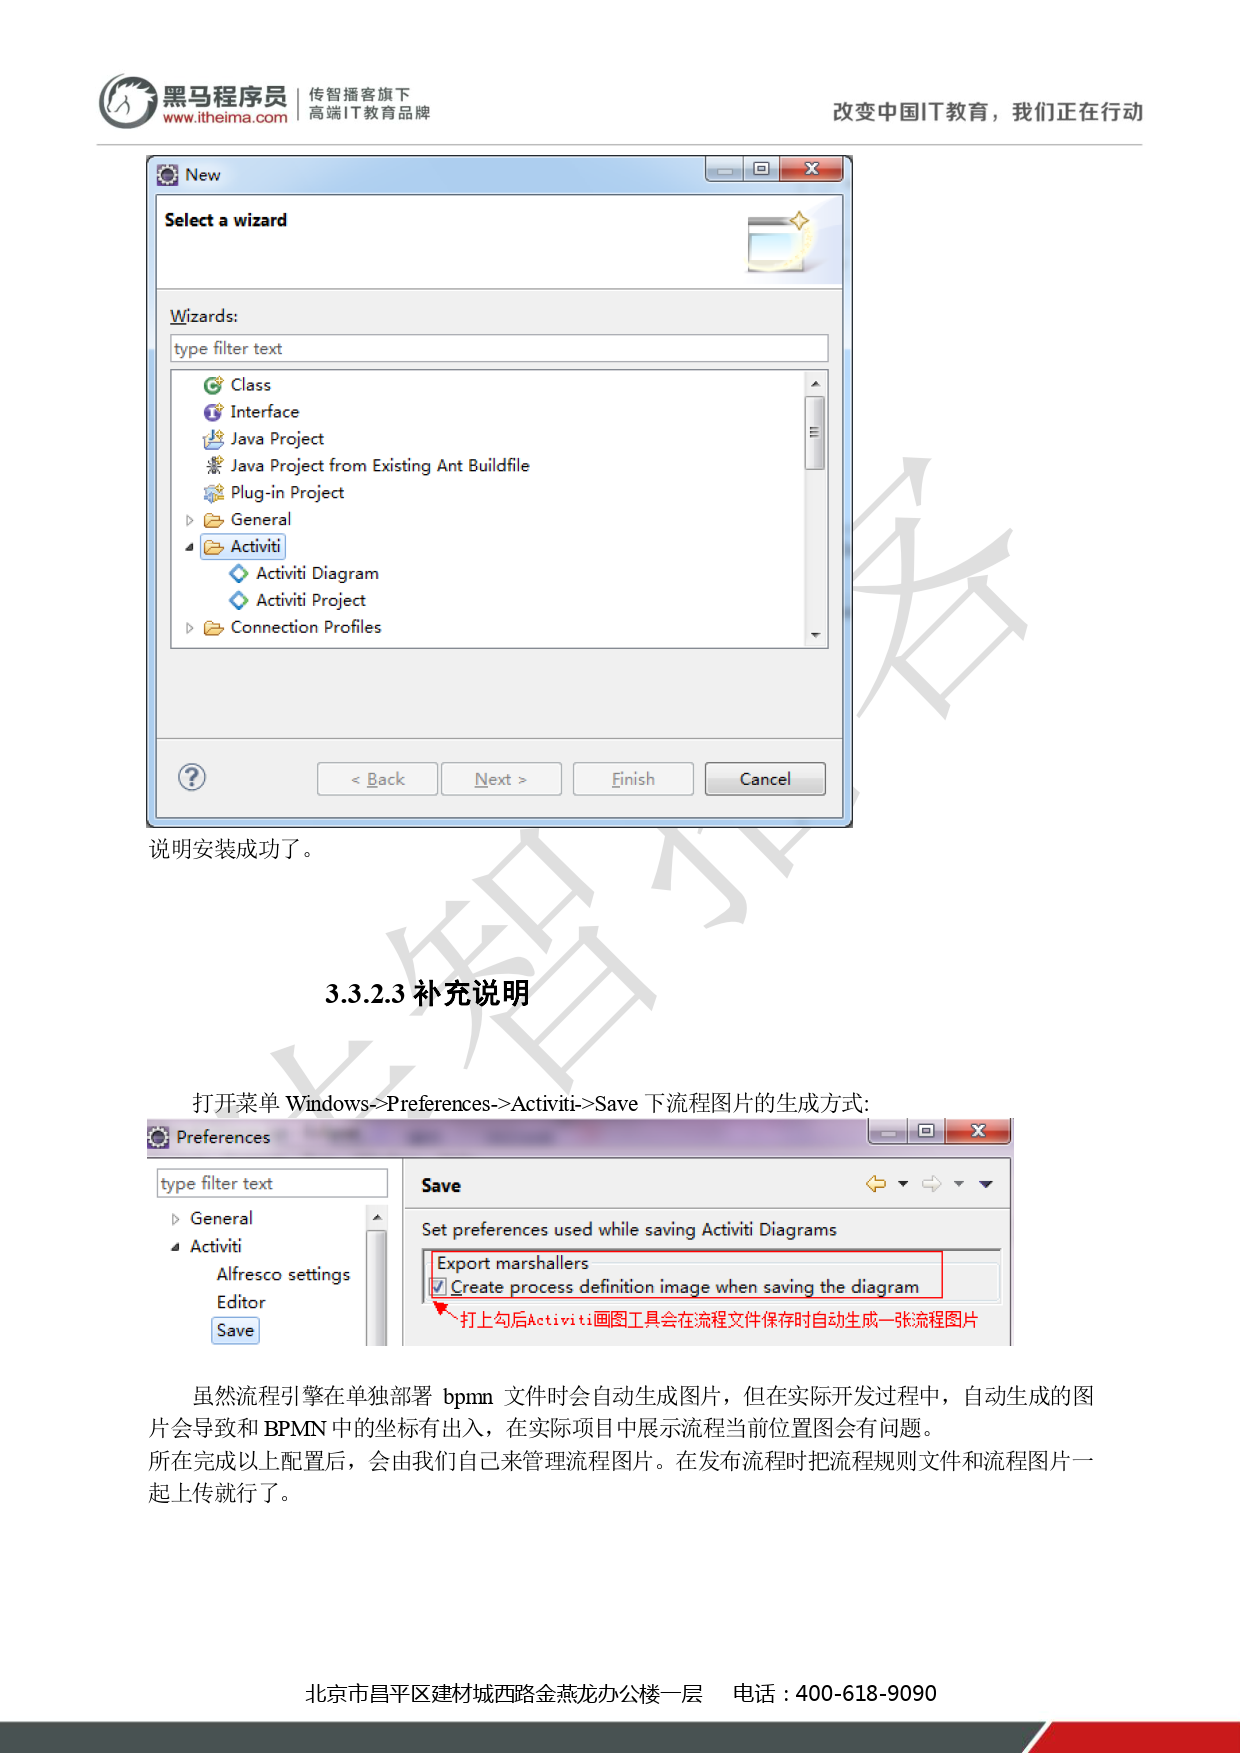 黑马程序员
www.itheima.com
传智播客旗下
高端IT教育品牌
改变中国IT教育，我们正在行动
New
Select a wizard
Wizards:
type filter text
Class
Interface
Java Project
Java Project from Existing Ant Buildfile
Plug-in Project
General
Activiti
Activiti Diagram
Activiti Project
Connection Profiles
< Back
Next >
Finish
Cancel
说明安装成功了。
3.3.2.3 补充说明
打开菜单 Windows->Preferences->Activiti->Save 下流程图片的生成方式:
Preferences
type filter text
General
Activiti
Alfresco settings
Editor
Save
Save
Set preferences used while saving Activiti Diagrams
Export marshallers
Create process definition image when saving the diagram
打上勾后Activiti画图工具会在流程文件保存时自动生成一张流程图片
虽然流程引擎在单独部署 bpmn 文件时会自动生成图片，但在实际开发过程中，自动生成的图
片会导致和 BPMN 中的坐标有出入，在实际项目中展示流程当前位置图会有问题。
所在完成以上配置后，会由我们自己来管理流程图片。在发布流程时把流程规则文件和流程图片一
起上传就行了。
北京市昌平区建材城西路金燕龙办公楼一层 电话：400-618-9090